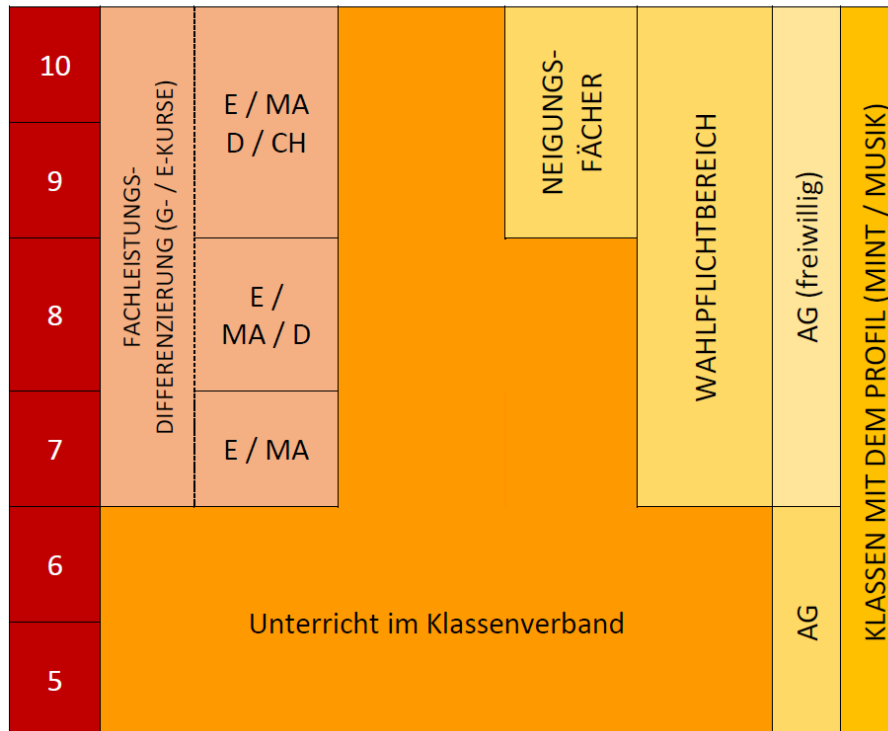 10
9
8
7
6
5
FACHLEISTUNGS-
DIFFERENZIERUNG (G- / E-KURSE)
E / MA
D / CH
E /
MA / D
E / MA
Unterricht im Klassenverband
NEIGUNGS-
FÄCHER
WAHLPFLICHTBEREICH
AG (freiwillig)
AG
KLASSEN MIT DEM PROFIL (MINT / MUSIK)